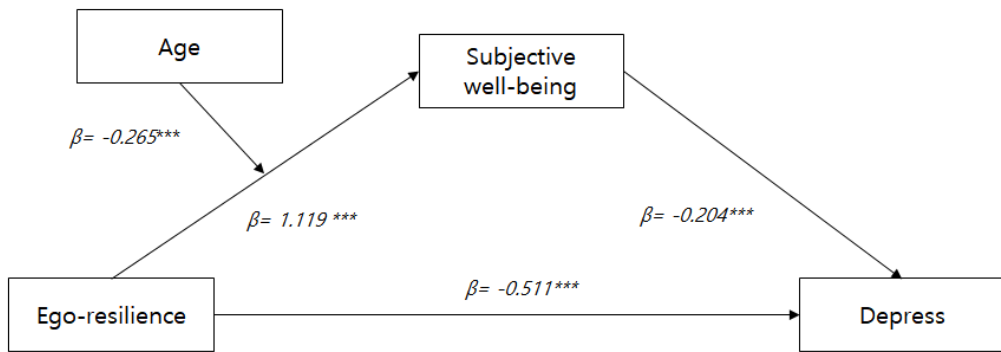 Age
Subjective
well-being
β= -0.265***
β= 1.119 ***
β= -0.204***
β= -0.511***
Ego-resilience
Depress